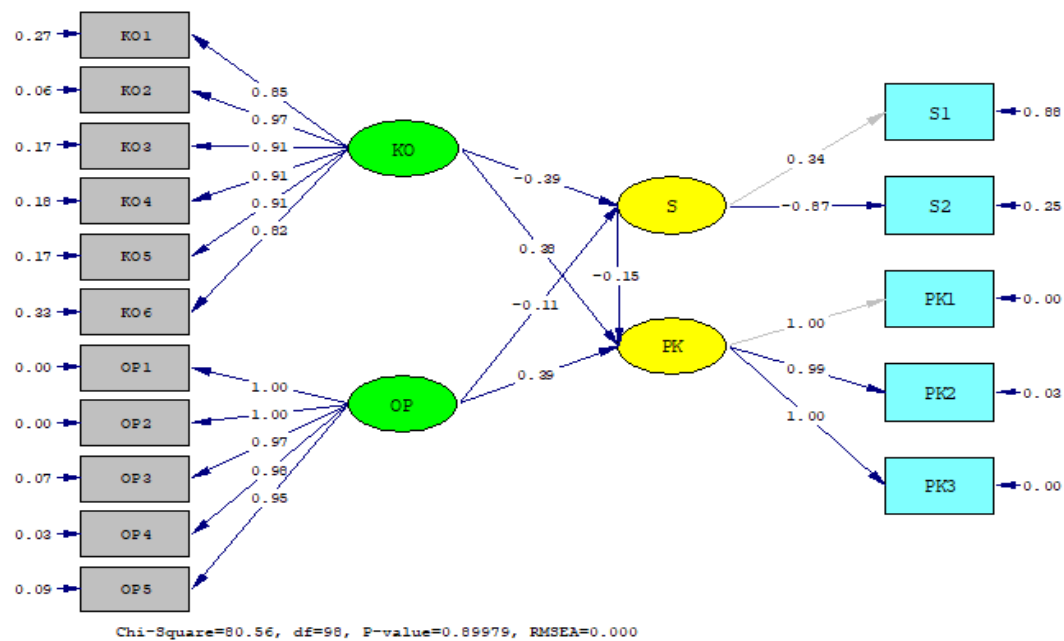 0.27 KO1
0.06 KO2
0.17 KO3
0.18 KO4
0.17 KO5
0.33 KO6
0.00 OP1
0.00 OP2
0.07 OP3
0.03 OP4
0.09 OP5
0.85
0.97
0.91
0.91
0.91
0.82
1.00
1.00
0.97
0.98
0.95
KO
OP
-0.39
0.38
-0.11
0.39
-0.15
S
PK
0.34
-0.87
1.00
0.99
1.00
S1 0.88
S2 0.25
PK1 0.00
PK2 0.03
PK3 0.00
Chi-Square=80.56, df=98, P-value=0.89979, RMSEA=0.000